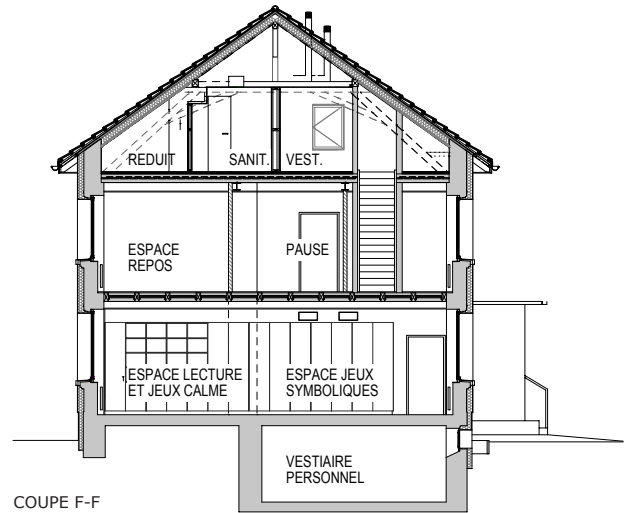 REDUIT
SANIT.
VEST.
ESPACE
REPOS
PAUSE
ESPACE LECTURE
ET JEUX CALME
ESPACE JEUX
SYMBOLIQUES
VESTIAIRE
PERSONNEL
COUPE F-F